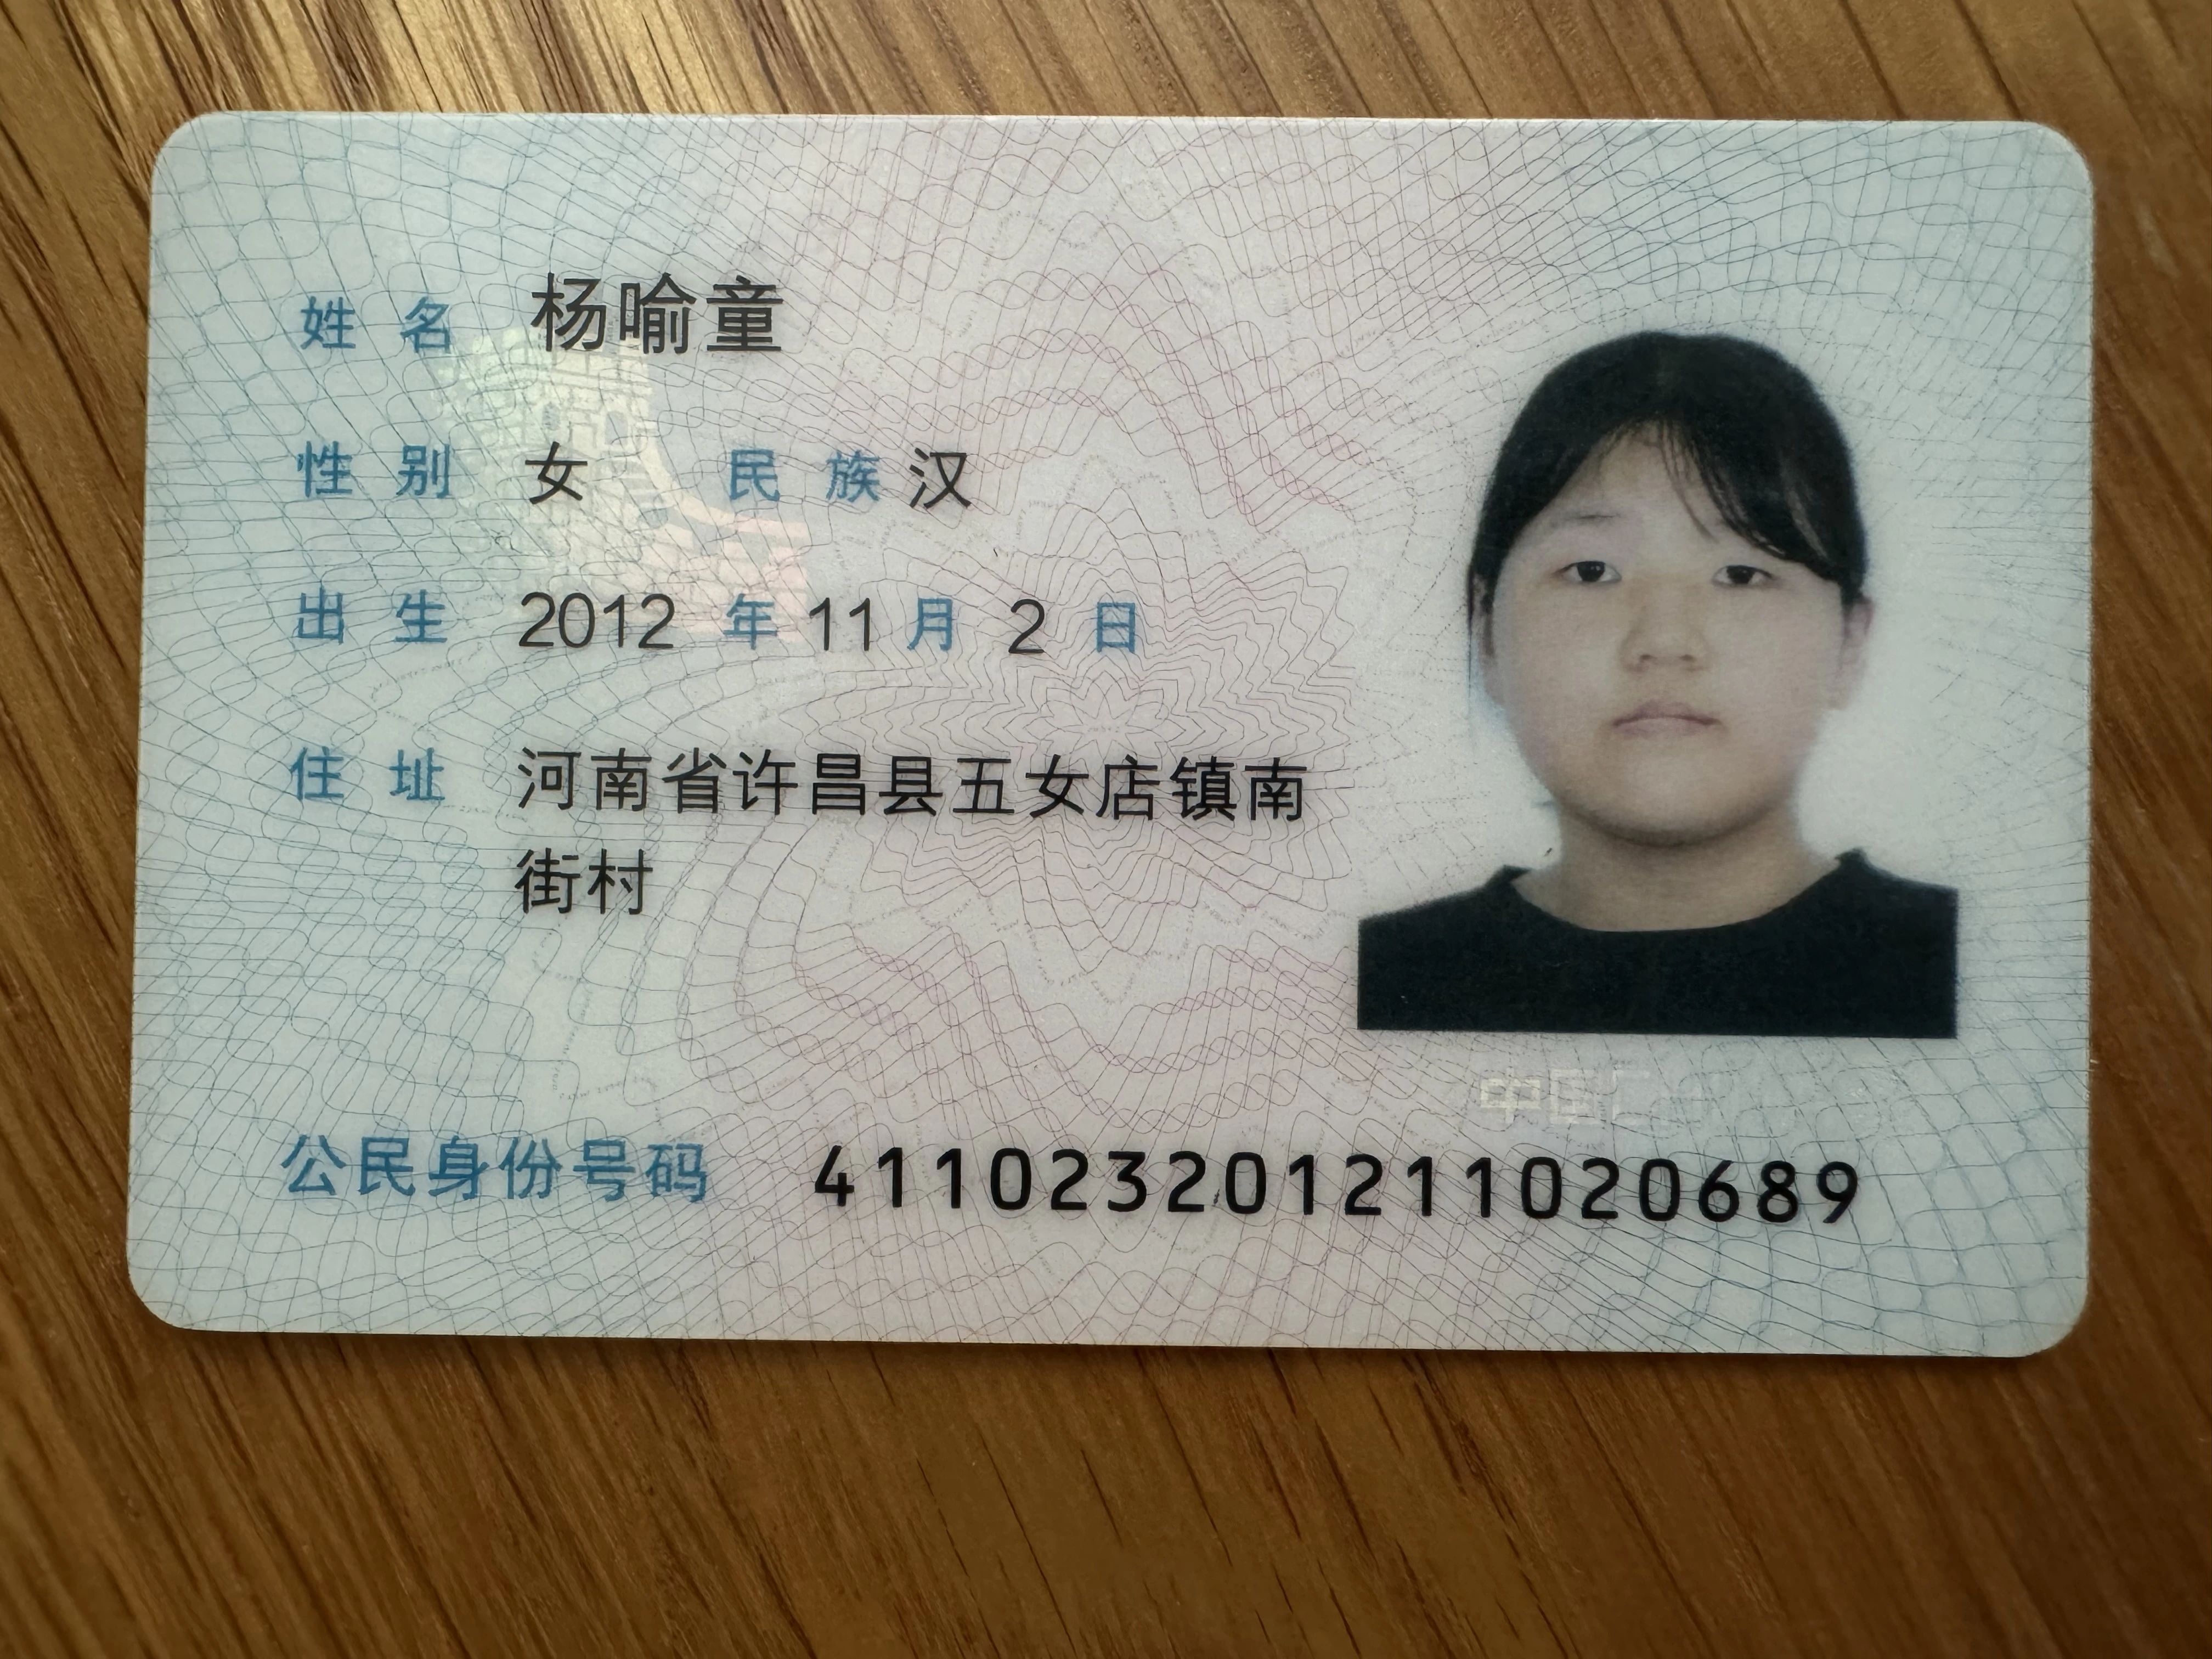 姓名 杨喻童
性别 女 民族 汉
出生 2012 年 11 月 2 日
住址 河南省许昌县五女店镇南
街村
公民身份号码 411023201211020689